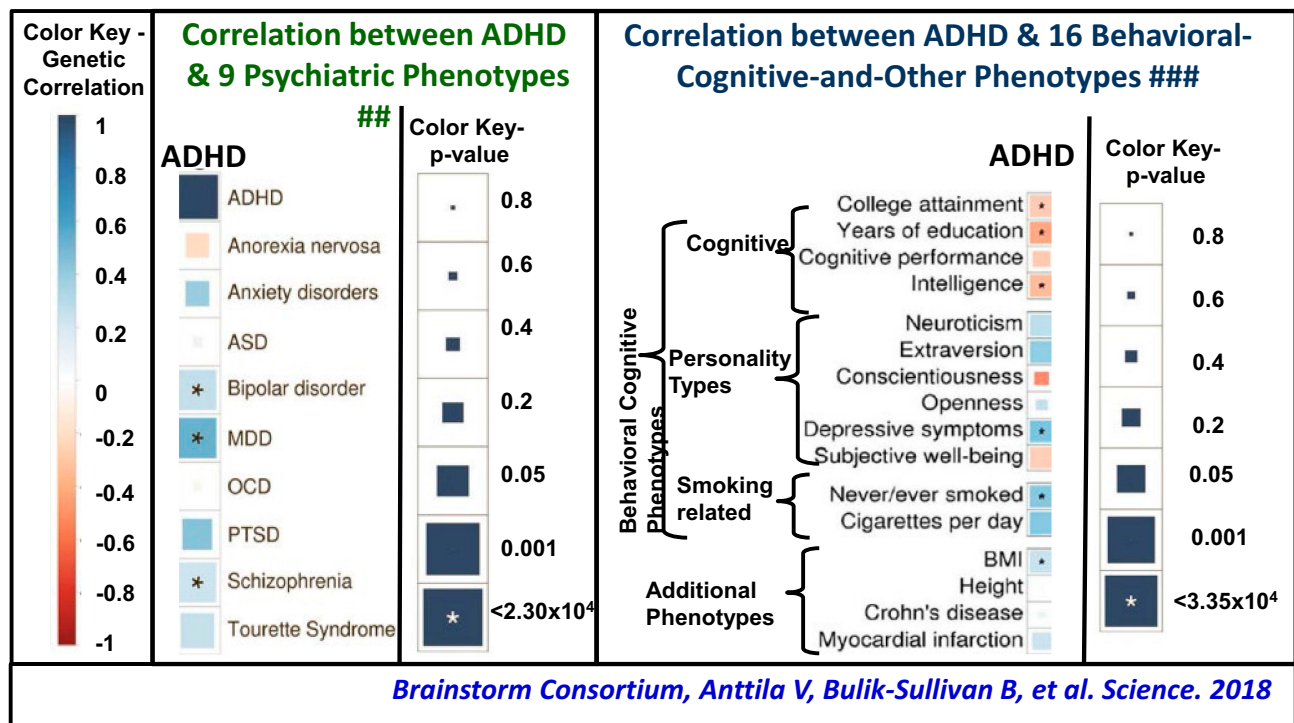 Color Key -
Genetic
Correlation
1
0.8
0.6
0.4
0.2
0
-0.2
-0.4
-0.6
-0.8
-1
Correlation between ADHD
& 9 Psychiatric Phenotypes
##
ADHD
ADHD
Anorexia nervosa
Anxiety disorders
ASD
* Bipolar disorder
* MDD
OCD
PTSD
* Schizophrenia
Tourette Syndrome
Color Key-
p-value
0.8
0.6
0.4
0.2
0.05
0.001
* <2.30x10⁴
Correlation between ADHD & 16 Behavioral-
Cognitive-and-Other Phenotypes ###
ADHD
Behavioral Cognitive
Phenotypes
Cognitive
College attainment *
Years of education *
Cognitive performance
Intelligence *
Personality
Types
Neuroticism
Extraversion
Conscientiousness
Openness
Depressive symptoms *
Subjective well-being
Smoking
related
Never/ever smoked *
Cigarettes per day
Additional
Phenotypes
BMI *
Height
Crohn's disease
Myocardial infarction
Color Key-
p-value
0.8
0.6
0.4
0.2
0.05
0.001
* <3.35x10⁴
Brainstorm Consortium, Anttila V, Bulik-Sullivan B, et al. Science. 2018